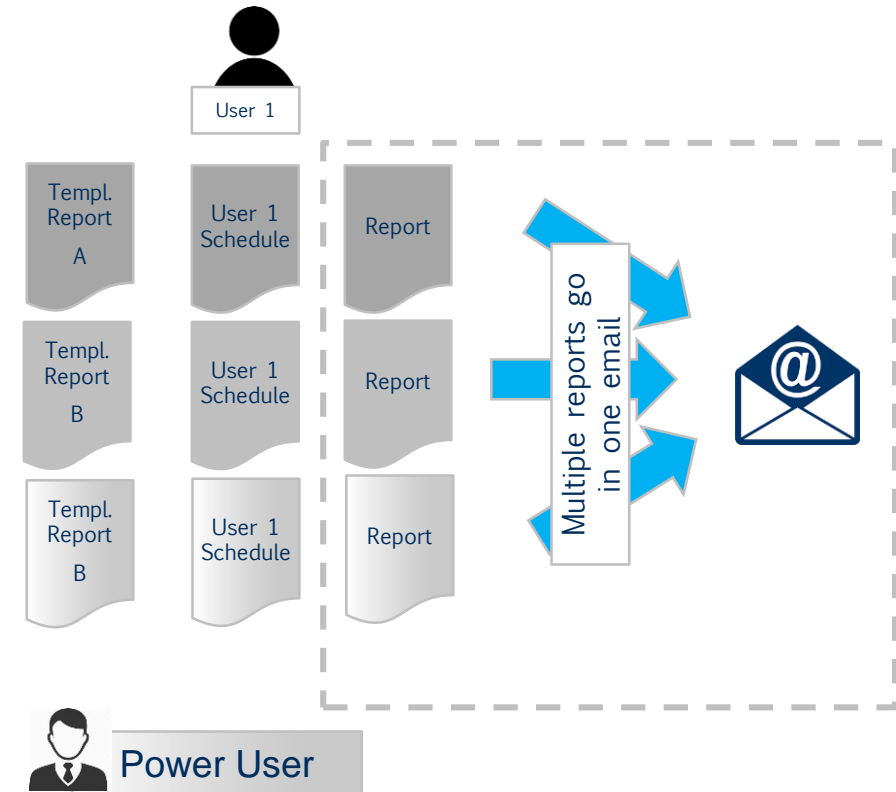 User 1
Templ.
Report
A
User 1
Schedule
Report
Templ.
Report
B
User 1
Schedule
Report
Templ.
Report
B
User 1
Schedule
Report
Multiple reports go
in one email
@
Power User